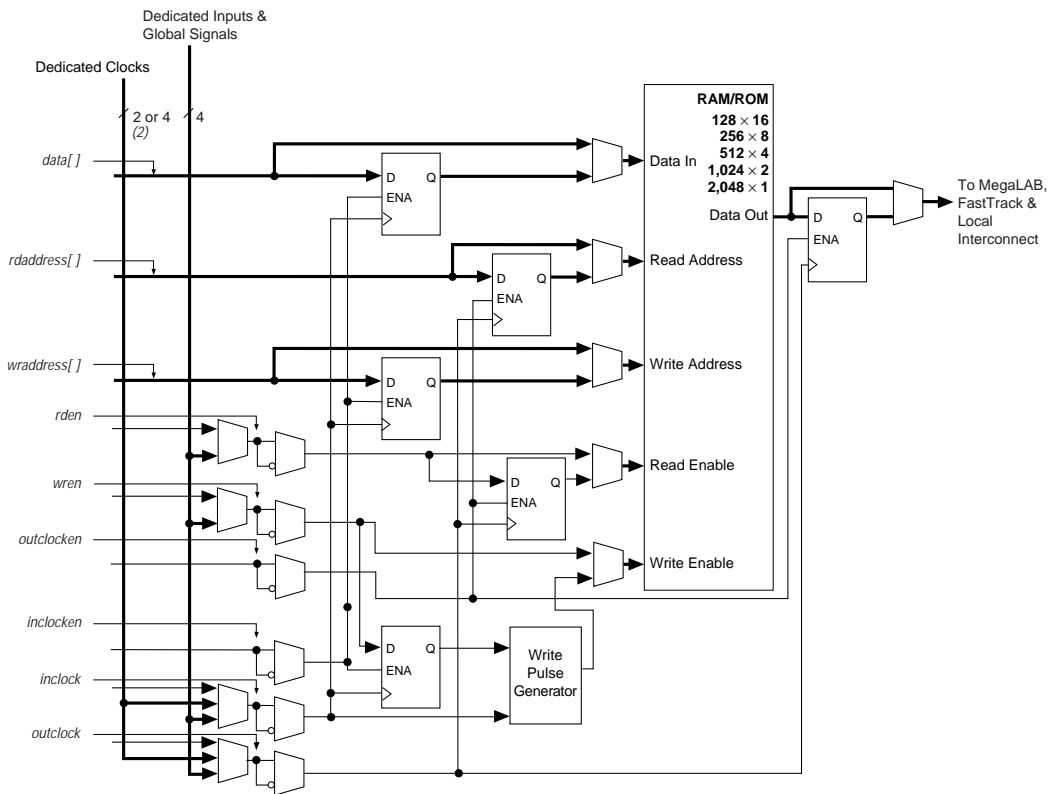 Dedicated Inputs &
Global Signals
Dedicated Clocks
2 or 4
(2)
4
RAM/ROM
128 × 16
256 × 8
512 × 4
1,024 × 2
2,048 × 1
data[ ]
D
Q
ENA
Data In
Data Out
D
Q
ENA
To MegaLAB,
FastTrack &
Local
Interconnect
rdaddress[ ]
D
Q
ENA
Read Address
wraddress[ ]
D
Q
ENA
Write Address
rden
D
Q
ENA
Read Enable
wren
outclocken
Write Enable
inclocken
D
Q
ENA
Write
Pulse
Generator
inclock
outclock